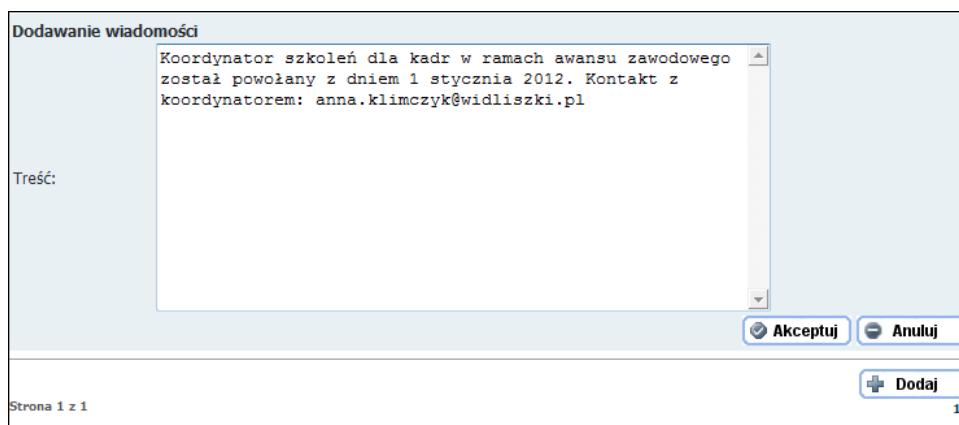 Dodawanie wiadomości
Koordynator szkoleń dla kadr w ramach awansu zawodowego
został powołany z dniem 1 stycznia 2012. Kontakt z
koordynatorem: anna.klimczyk@widliszki.pl
Treść:
Akceptuj Anuluj
Dodaj
Strona 1 z 1 1